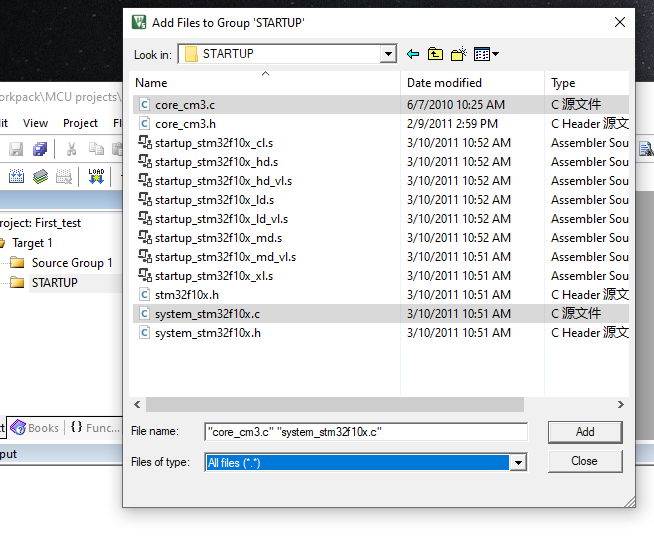 Add Files to Group 'STARTUP'
Look in: STARTUP
Name Date modified Type
core_cm3.c 6/7/2010 10:25 AM C 源文件
core_cm3.h 2/9/2011 2:59 PM C Header 源文
startup_stm32f10x_cl.s 3/10/2011 10:52 AM Assembler Sou
startup_stm32f10x_hd.s 3/10/2011 10:52 AM Assembler Sou
startup_stm32f10x_hd_vl.s 3/10/2011 10:52 AM Assembler Sou
startup_stm32f10x_ld.s 3/10/2011 10:52 AM Assembler Sou
startup_stm32f10x_ld_vl.s 3/10/2011 10:52 AM Assembler Sou
startup_stm32f10x_md.s 3/10/2011 10:52 AM Assembler Sou
startup_stm32f10x_md_vl.s 3/10/2011 10:51 AM Assembler Sou
startup_stm32f10x_xl.s 3/10/2011 10:51 AM Assembler Sou
stm32f10x.h 3/10/2011 10:51 AM C Header 源文
system_stm32f10x.c 3/10/2011 10:51 AM C 源文件
system_stm32f10x.h 3/10/2011 10:51 AM C Header 源文
File name: "core_cm3.c" "system_stm32f10x.c" Add
Files of type: All files (*.*) Close
orkpack\MCU projects\
dit View Project Fl
LOAD
roject: First_test
Target 1
Source Group 1
STARTUP
ct Books {} Func...
put